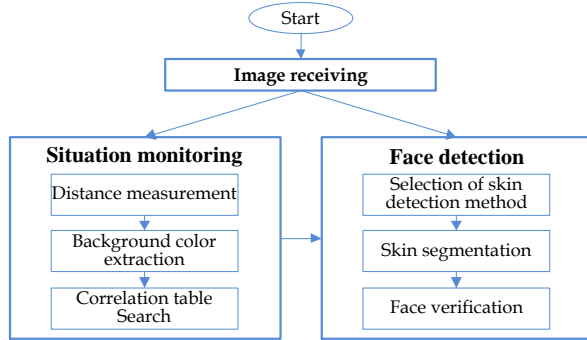 Start
Image receiving
Situation monitoring
Distance measurement
Background color
extraction
Correlation table
Search
Face detection
Selection of skin
detection method
Skin segmentation
Face verification